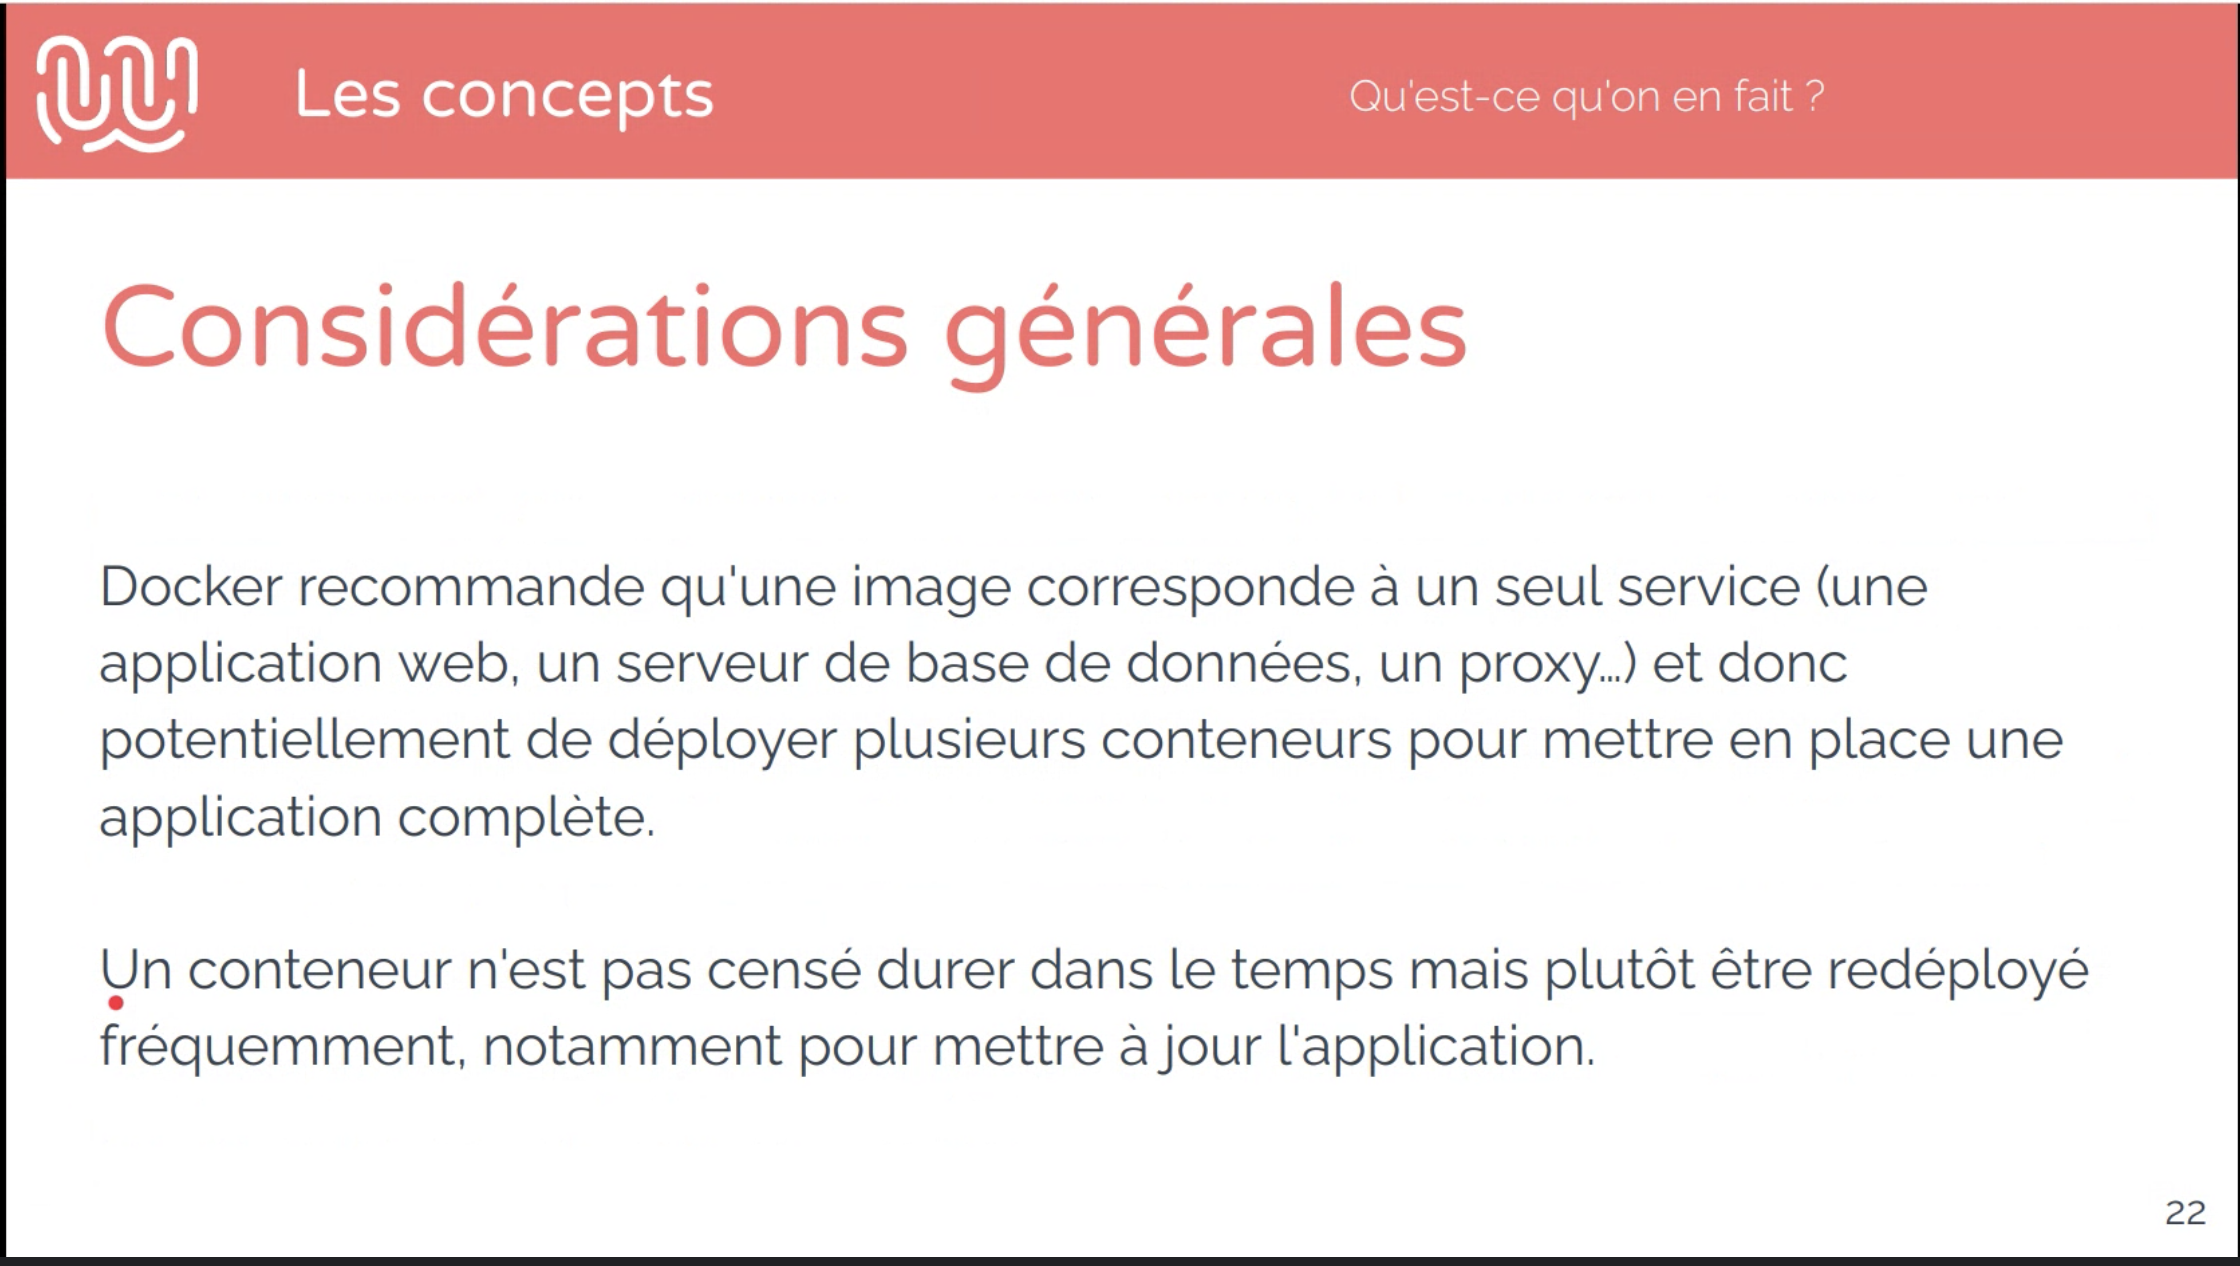 Les concepts
Qu'est-ce qu'on en fait ?
Considérations générales
Docker recommande qu'une image corresponde à un seul service (une
application web, un serveur de base de données, un proxy…) et donc
potentiellement de déployer plusieurs conteneurs pour mettre en place une
application complète.
Un conteneur n'est pas censé durer dans le temps mais plutôt être redéployé
fréquemment, notamment pour mettre à jour l'application.
22